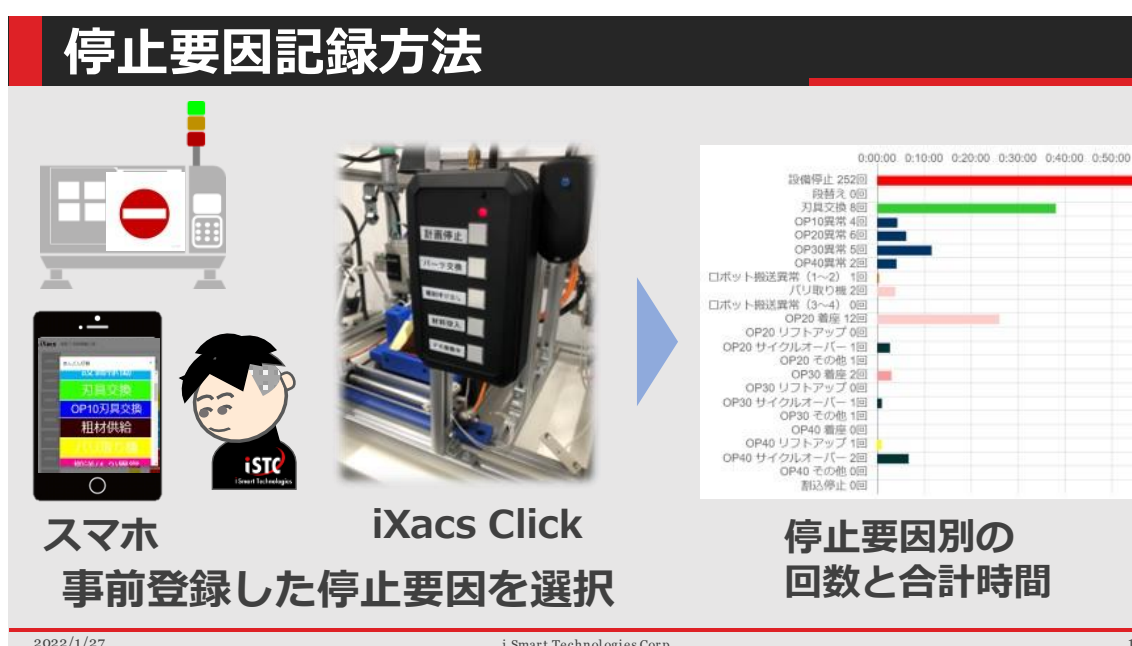 停止要因記録方法
iXacs
刃具交換
OP10刃具交換
粗材供給
バリ取り機
iSTC
i Smart Technologies
計画停止
パーツ交換
材料投入
0:00:00 0:10:00 0:20:00 0:30:00 0:40:00 0:50:00
設備停止 252回
段替え 0回
刃具交換 8回
OP10異常 4回
OP20異常 6回
OP30異常 5回
OP40異常 2回
ロボット搬送異常（1～2） 1回
バリ取り機 2回
ロボット搬送異常（3～4） 0回
OP20 着座 12回
OP20 リフトアップ 0回
OP20 サイクルオーバー 1回
OP20 その他 1回
OP30 着座 2回
OP30 リフトアップ 0回
OP30 サイクルオーバー 1回
OP30 その他 1回
OP40 着座 0回
OP40 リフトアップ 1回
OP40 サイクルオーバー 2回
OP40 その他 0回
割込停止 0回
スマホ
iXacs Click
事前登録した停止要因を選択
停止要因別の
回数と合計時間
2022/1/27
i Smart Technologies Corp